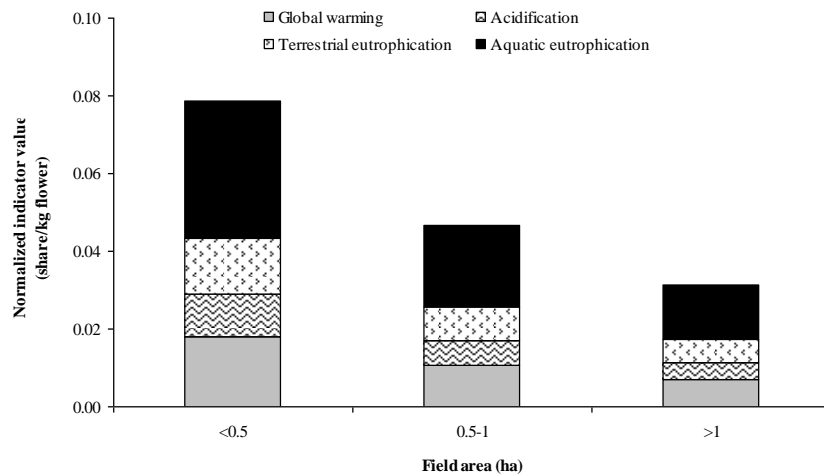 Global warming
Acidification
Terrestrial eutrophication
Aquatic eutrophication
Normalized indicator value
(share/kg flower)
0.10
0.08
0.06
0.04
0.02
0.00
<0.5
0.5-1
>1
Field area (ha)